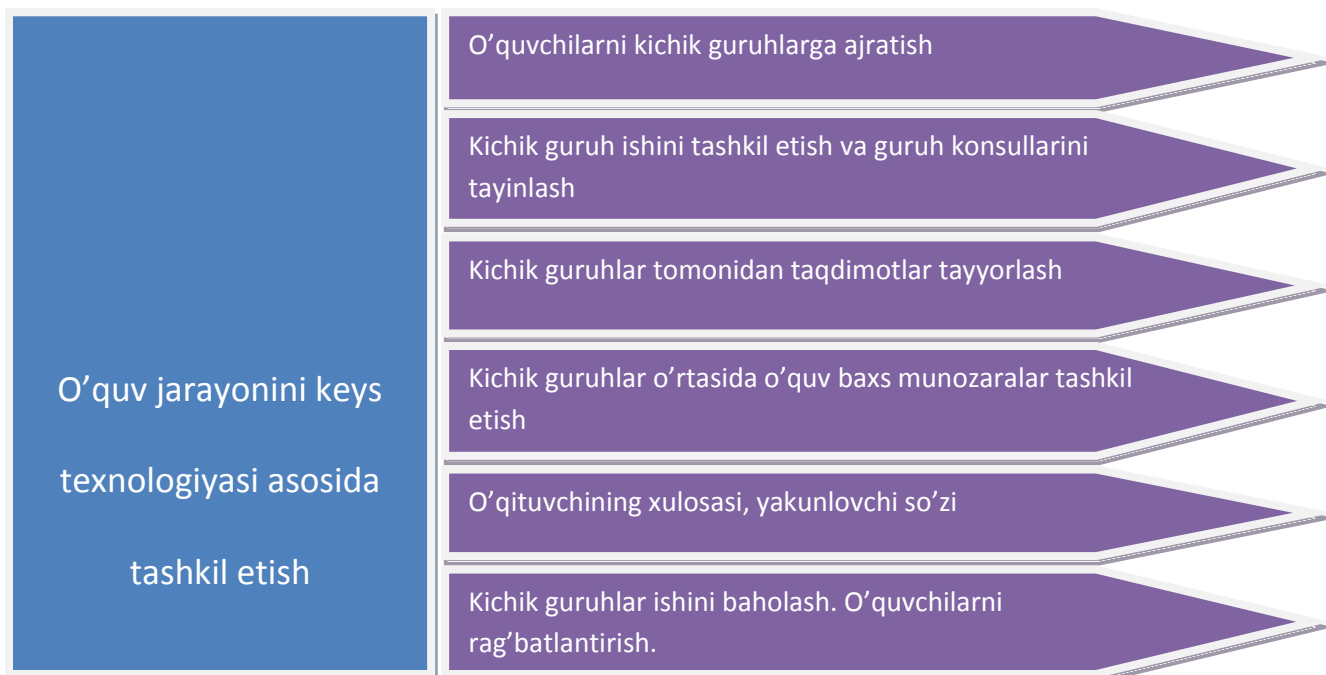 O’quv jarayonini keys
texnologiyasi asosida
tashkil etish
O’quvchilarni kichik guruhlarga ajratish
Kichik guruh ishini tashkil etish va guruh konsullarini
tayinlash
Kichik guruhlar tomonidan taqdimotlar tayyorlash
Kichik guruhlar o’rtasida o’quv baxs munozaralar tashkil
etish
O’qituvchining xulosasi, yakunlovchi so’zi
Kichik guruhlar ishini baholash. O’quvchilarni
rag’batlantirish.